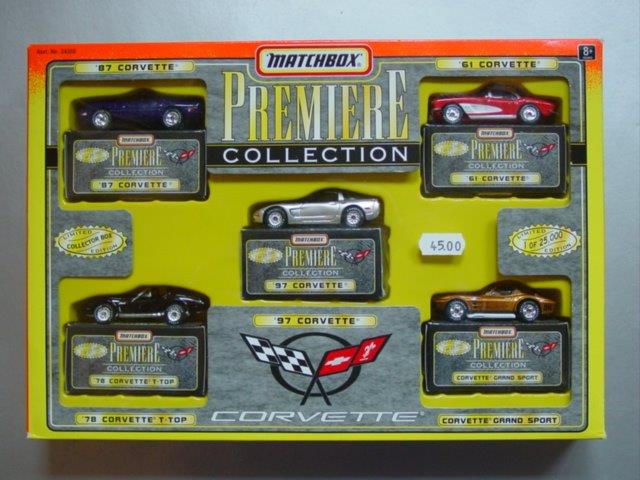 Asst. No. 34300
8+
MATCHBOX®
PREMIERE
COLLECTION
'87 CORVETTE®
'61 CORVETTE®
MATCHBOX
PREMIERE
COLLECTION
'87 CORVETTE®
MATCHBOX
PREMIERE
COLLECTION
'61 CORVETTE®
LIMITED
COLLECTOR BOX
EDITION
MATCHBOX
PREMIERE
COLLECTION
'97 CORVETTE®
45.00
LIMITED
1 OF 25,000
EDITION
MATCHBOX
PREMIERE
COLLECTION
'78 CORVETTE® T-TOP
'97 CORVETTE®
MATCHBOX
PREMIERE
COLLECTION
CORVETTE® GRAND SPORT
'78 CORVETTE® T-TOP
CORVETTE®
CORVETTE® GRAND SPORT